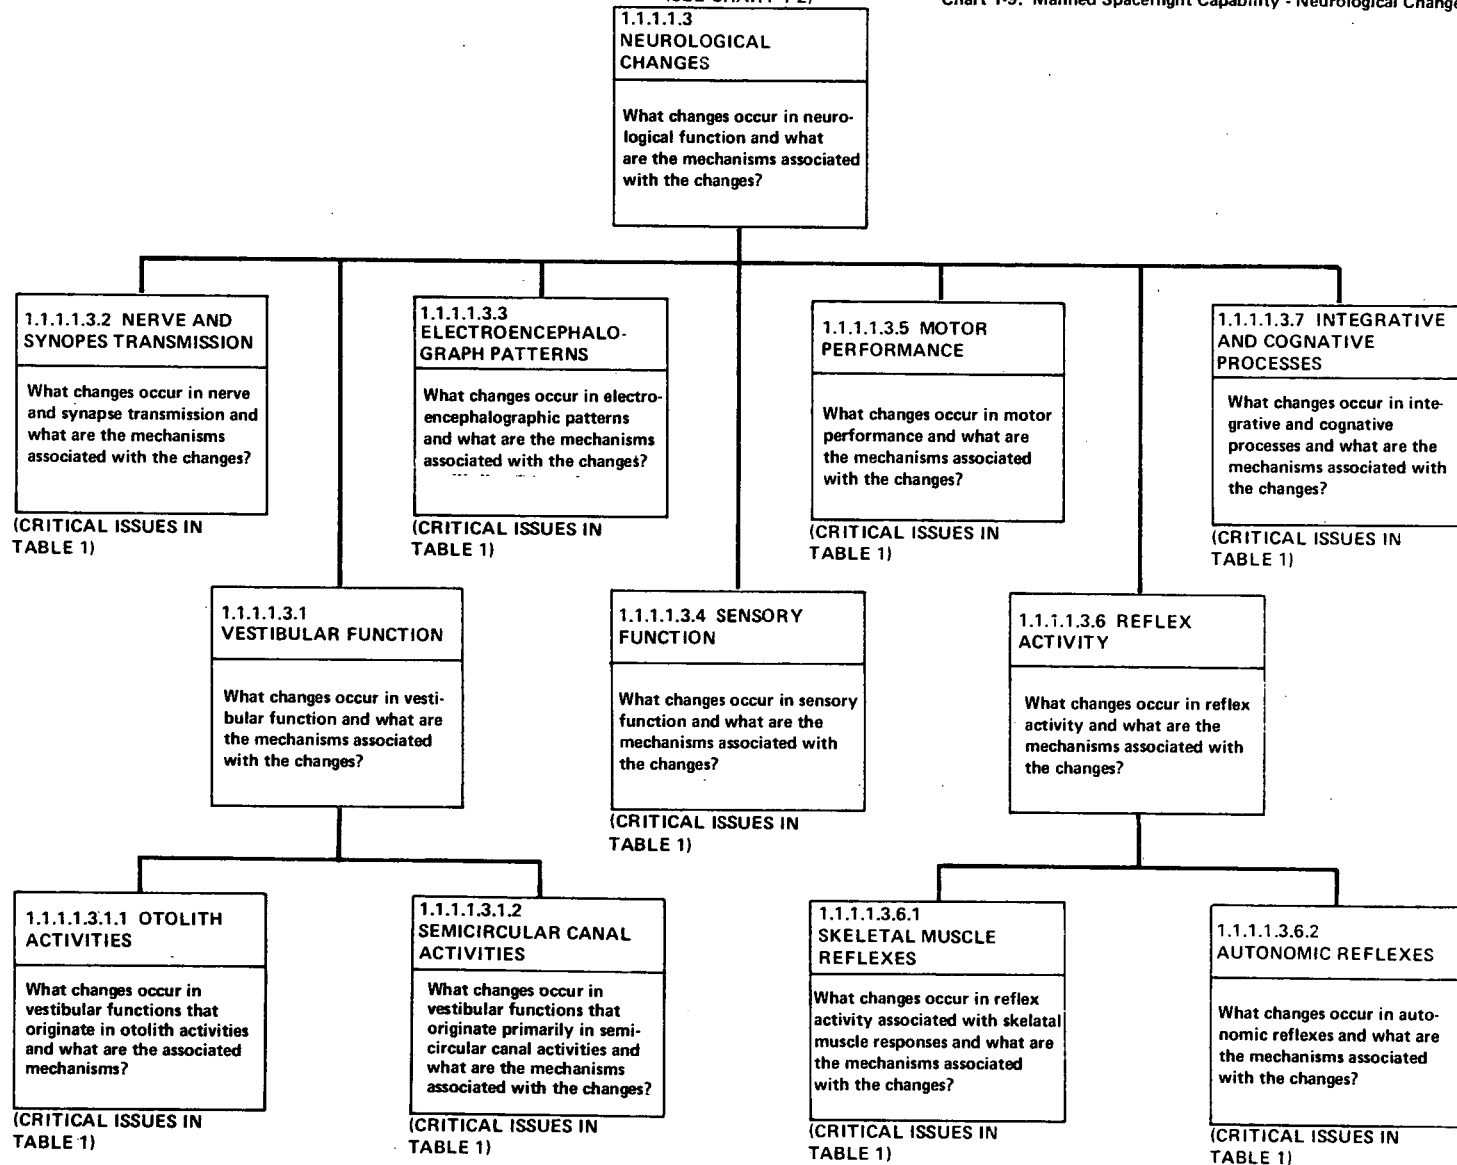 (SEE CHART 1-2)
Chart 1-3. Manned Spaceflight Capability - Neurological Change
1.1.1.1.3
NEUROLOGICAL
CHANGES
What changes occur in neuro-
logical function and what
are the mechanisms associated
with the changes?
1.1.1.1.3.2 NERVE AND
SYNOPES TRANSMISSION
What changes occur in nerve
and synapse transmission and
what are the mechanisms
associated with the changes?
(CRITICAL ISSUES IN
TABLE 1)
1.1.1.1.3.3
ELECTROENCEPHALO-
GRAPH PATTERNS
What changes occur in electro-
encephalographic patterns
and what are the mechanisms
associated with the changes?
(CRITICAL ISSUES IN
TABLE 1)
1.1.1.1.3.5 MOTOR
PERFORMANCE
What changes occur in motor
performance and what are
the mechanisms associated
with the changes?
(CRITICAL ISSUES IN
TABLE 1)
1.1.1.1.3.7 INTEGRATIVE
AND COGNATIVE
PROCESSES
What changes occur in inte-
grative and cognative
processes and what are the
mechanisms associated with
the changes?
(CRITICAL ISSUES IN
TABLE 1)
1.1.1.1.3.1
VESTIBULAR FUNCTION
What changes occur in vesti-
bular function and what are
the mechanisms associated
with the changes?
1.1.1.1.3.4 SENSORY
FUNCTION
What changes occur in sensory
function and what are the
mechanisms associated with
the changes?
(CRITICAL ISSUES IN
TABLE 1)
1.1.1.1.3.6 REFLEX
ACTIVITY
What changes occur in reflex
activity and what are the
mechanisms associated with
the changes?
1.1.1.1.3.1.1 OTOLITH
ACTIVITIES
What changes occur in
vestibular functions that
originate in otolith activities
and what are the associated
mechanisms?
(CRITICAL ISSUES IN
TABLE 1)
1.1.1.1.3.1.2
SEMICIRCULAR CANAL
ACTIVITIES
What changes occur in
vestibular functions that
originate primarily in semi-
circular canal activities and
what are the mechanisms
associated with the changes?
(CRITICAL ISSUES IN
TABLE 1)
1.1.1.1.3.6.1
SKELETAL MUSCLE
REFLEXES
What changes occur in reflex
activity associated with skelatal
muscle responses and what are
the mechanisms associated
with the changes?
(CRITICAL ISSUES IN
TABLE 1)
1.1.1.1.3.6.2
AUTONOMIC REFLEXES
What changes occur in auto-
nomic reflexes and what are
the mechanisms associated
with the changes?
(CRITICAL ISSUES IN
TABLE 1)